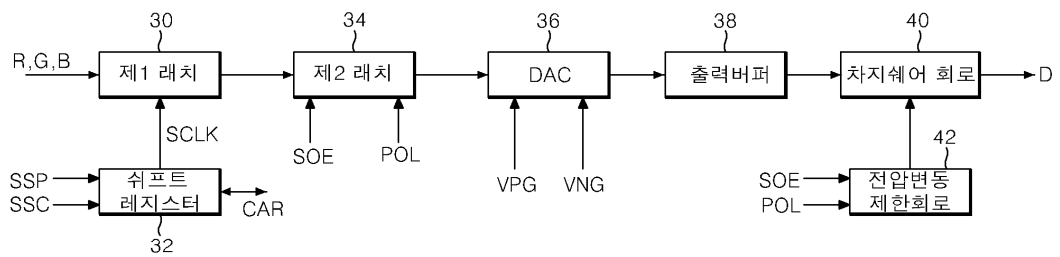 30
34
36
38
40
R,G,B
제1 래치
제2 래치
DAC
출력버퍼
차지쉐어 회로
D
SCLK
SOE
POL
VPG
VNG
42
SSP
SSC
쉬프트
레지스터
CAR
32
SOE
POL
전압변동
제한회로